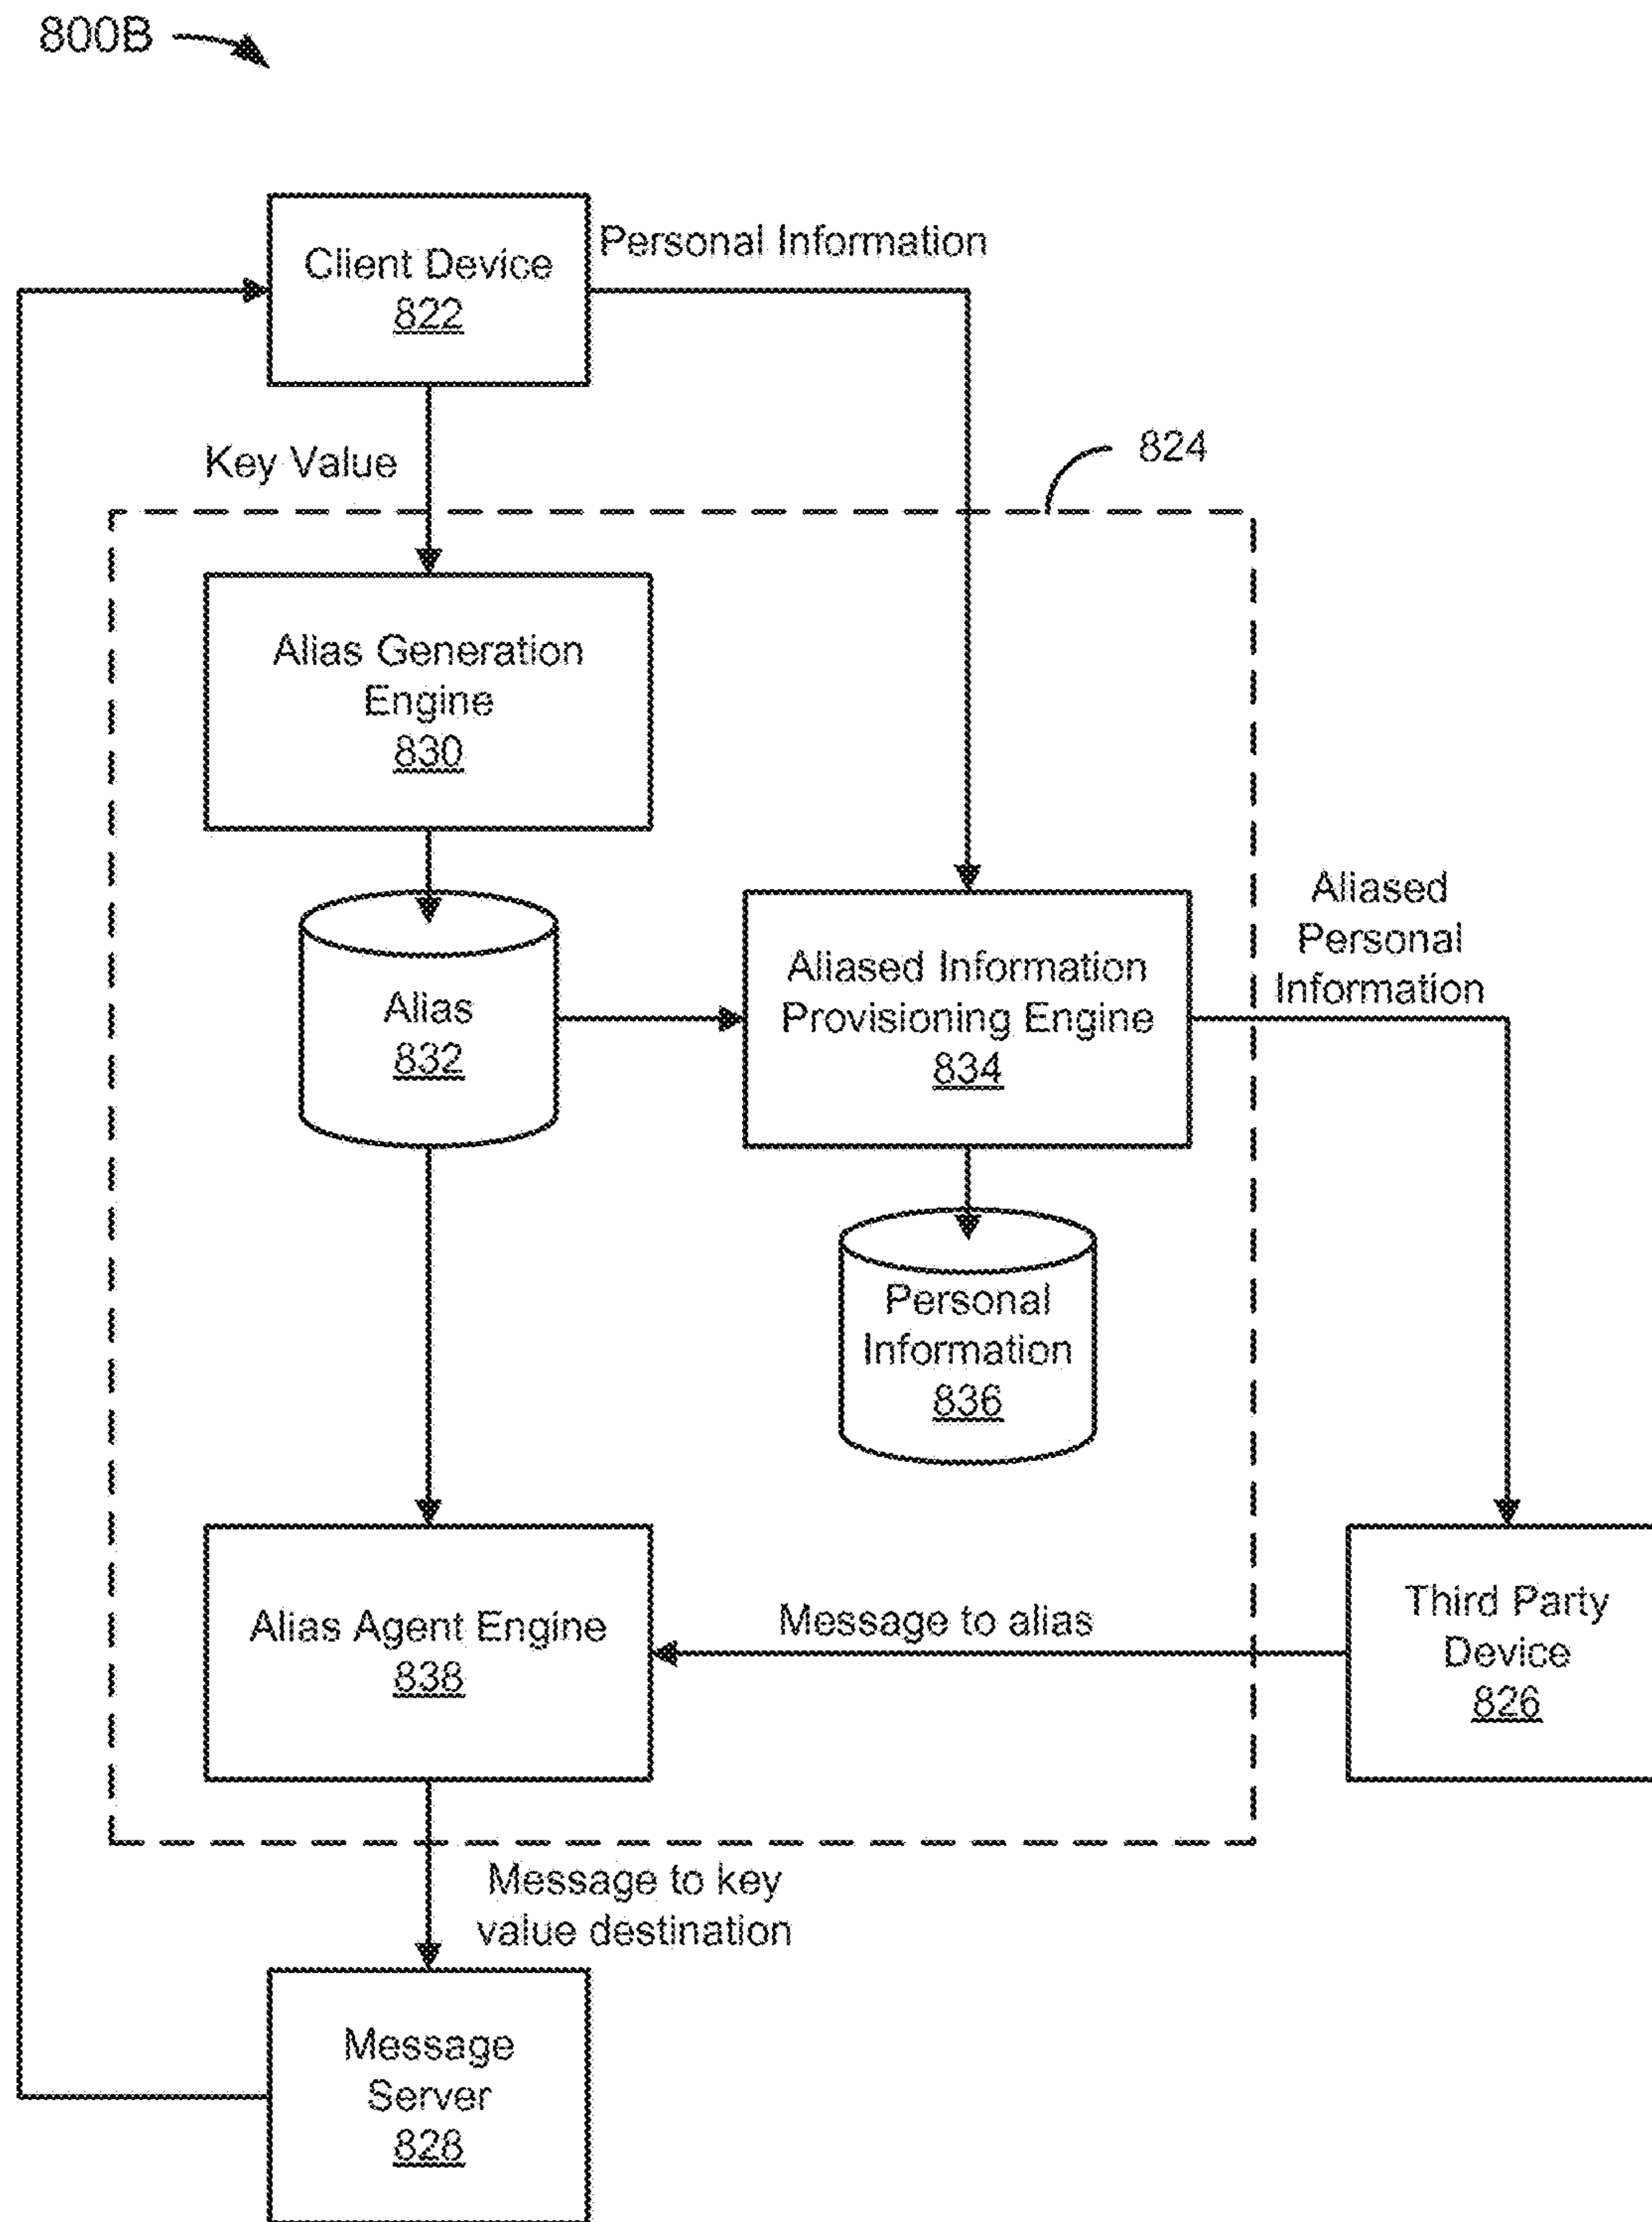 800B
Client Device
822
Personal Information
Key Value
824
Alias Generation
Engine
830
Alias
832
Aliased Information
Provisioning Engine
834
Aliased
Personal
Information
Personal
Information
836
Alias Agent Engine
838
Message to alias
Third Party
Device
826
Message to key
value destination
Message
Server
828